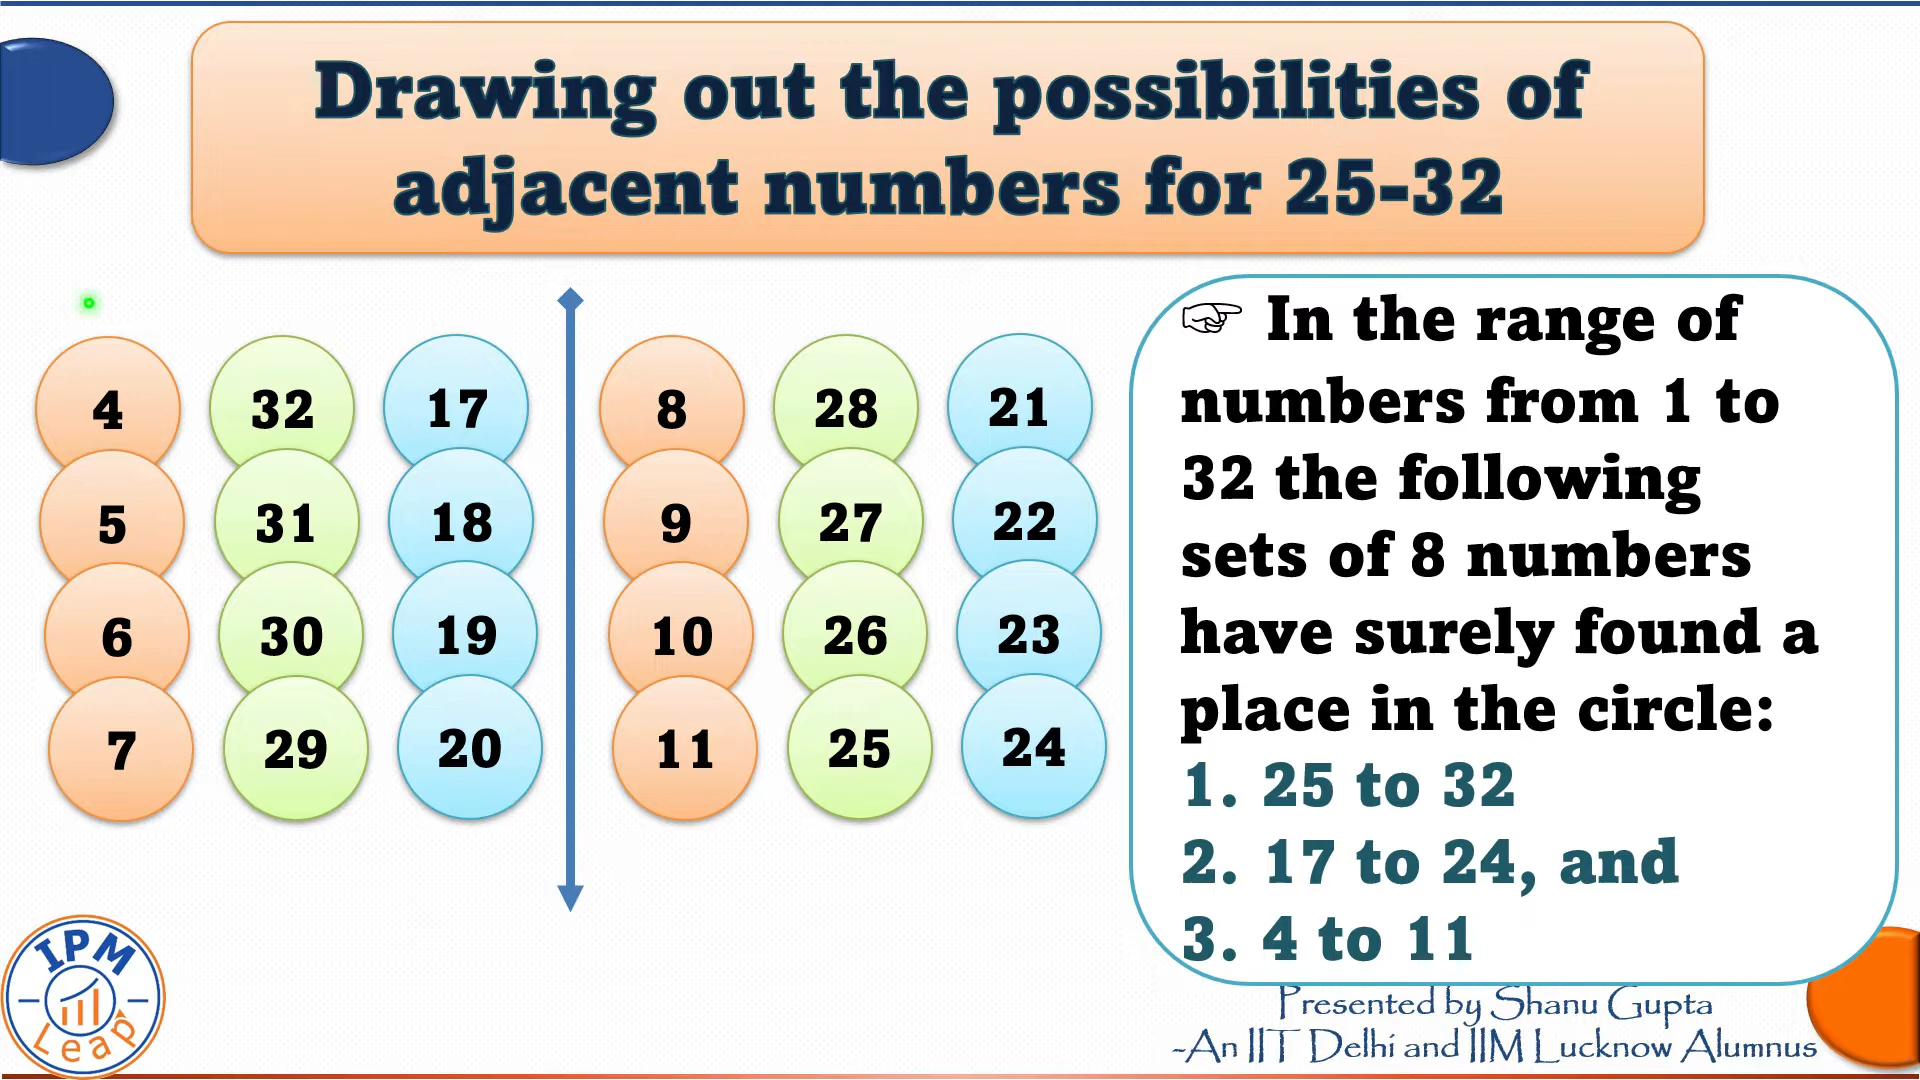 Drawing out the possibilities of
adjacent numbers for 25-32
4 32 17 8 28 21
5 31 18 9 27 22
6 30 19 10 26 23
7 29 20 11 25 24
☞ In the range of
numbers from 1 to
32 the following
sets of 8 numbers
have surely found a
place in the circle:
1. 25 to 32
2. 17 to 24, and
3. 4 to 11
IPM
Leap
Presented by Shanu Gupta
-An IIT Delhi and IIM Lucknow Alumnus